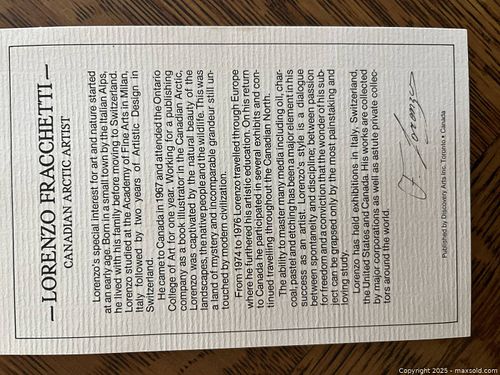 — LORENZO FRACCHETTI —
CANADIAN ARCTIC ARTIST
Lorenzo's special interest for art and nature started
at an early age. Born in a small town by the Italian Alps,
he lived with his family before moving to Switzerland.
Lorenzo studied at the Academy of Fine Arts in Milan,
Italy followed by two years of Artistic Design in
Switzerland.
He came to Canada in 1967 and attended the Ontario
College of Art for one year. Working for a publishing
company as a book illustrator in the Canadian Arctic,
Lorenzo was captivated by the natural beauty of the
landscapes, the native people and the wildlife. This was
a land of mystery and incomparable grandeur still un-
touched by modern civilization.
From 1974 to 1976 Lorenzo travelled through Europe
where he furthered his artistic education. On his return
to Canada he participated in several exhibits and con-
tinued travelling throughout the Canadian North.
The ability to master many media including oil, char-
coal, pastel and etching has been a major element in his
success as an artist. Lorenzo's style is a dialogue
between spontaneity and discipline; between passion
for freedom and a conviction that the wonder of his sub-
ject can be grapsed only by the most painstaking and
loving study.
Lorenzo has held exhibitions in Italy, Switzerland,
the United States and Canada. His works are collected
by major corporations as well as astute private collec-
tors around the world.
F. Lorenzo
Published by Discovery Arts Inc. Toronto • Canada
Copyright 2025 - maxsold.com